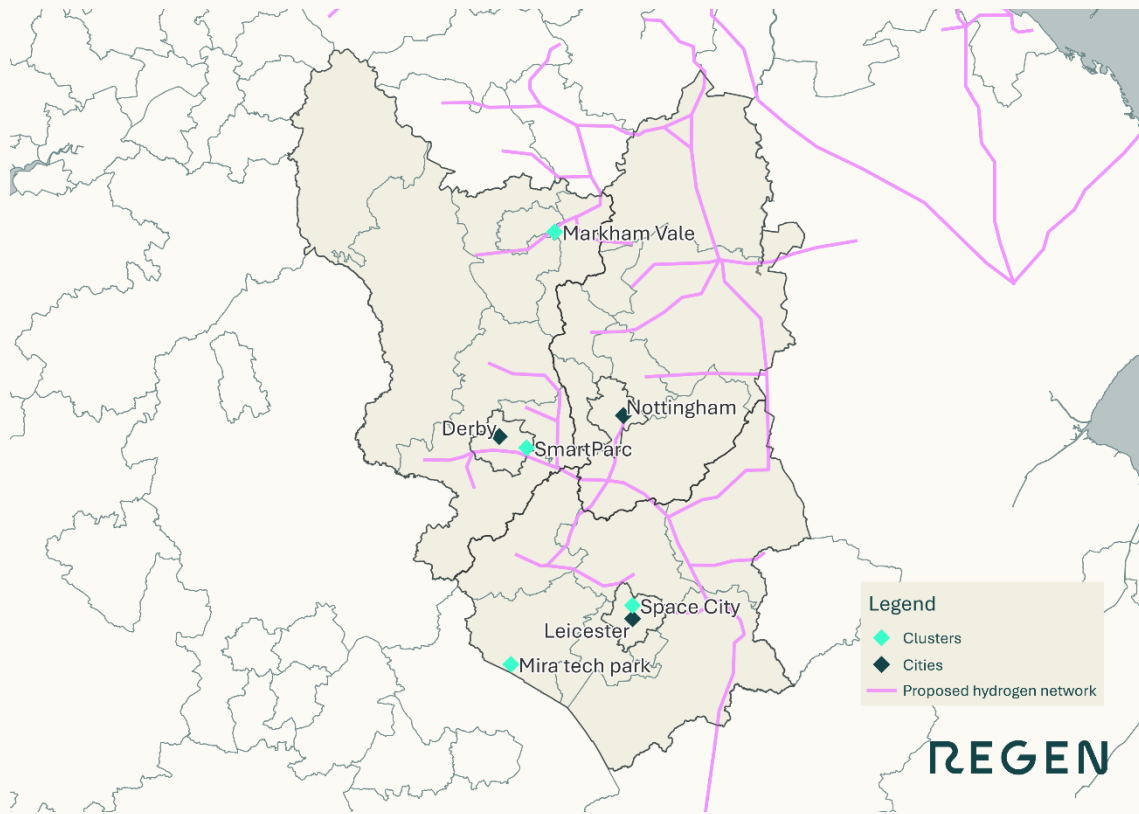 Markham Vale
Nottingham
Derby
SmartParc
Space City
Leicester
Mira tech park
Legend
Clusters
Cities
Proposed hydrogen network
REGEN